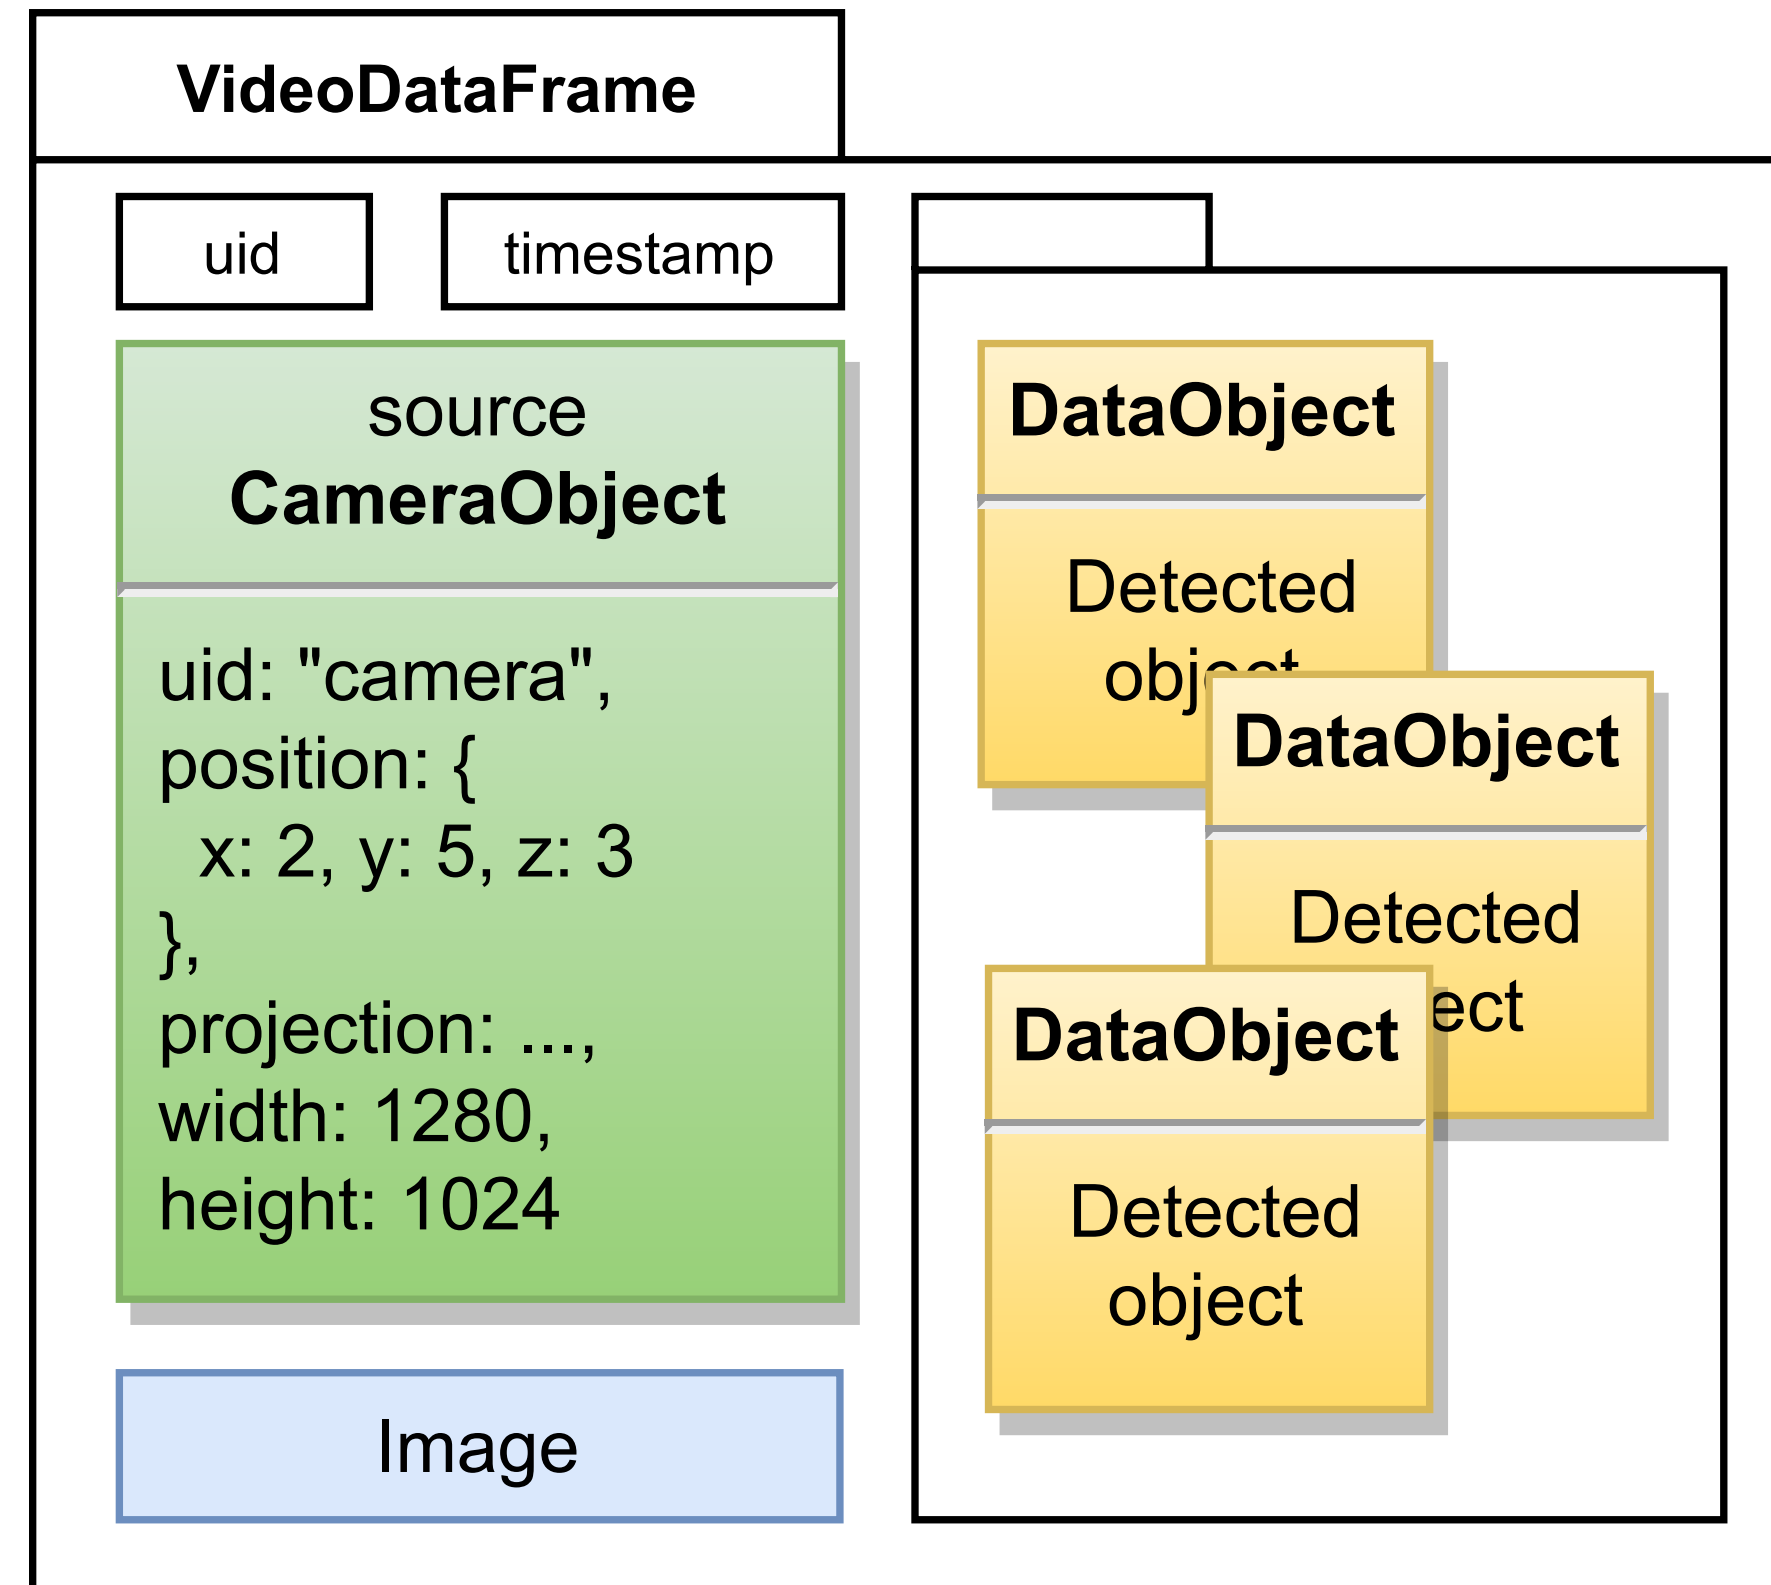 VideoDataFrame
uid
timestamp
source
CameraObject
uid: "camera",
position: {
x: 2, y: 5, z: 3
},
projection: ...,
width: 1280,
height: 1024
Image
DataObject
Detected
DataObject
Detected
DataObject
Detected
object